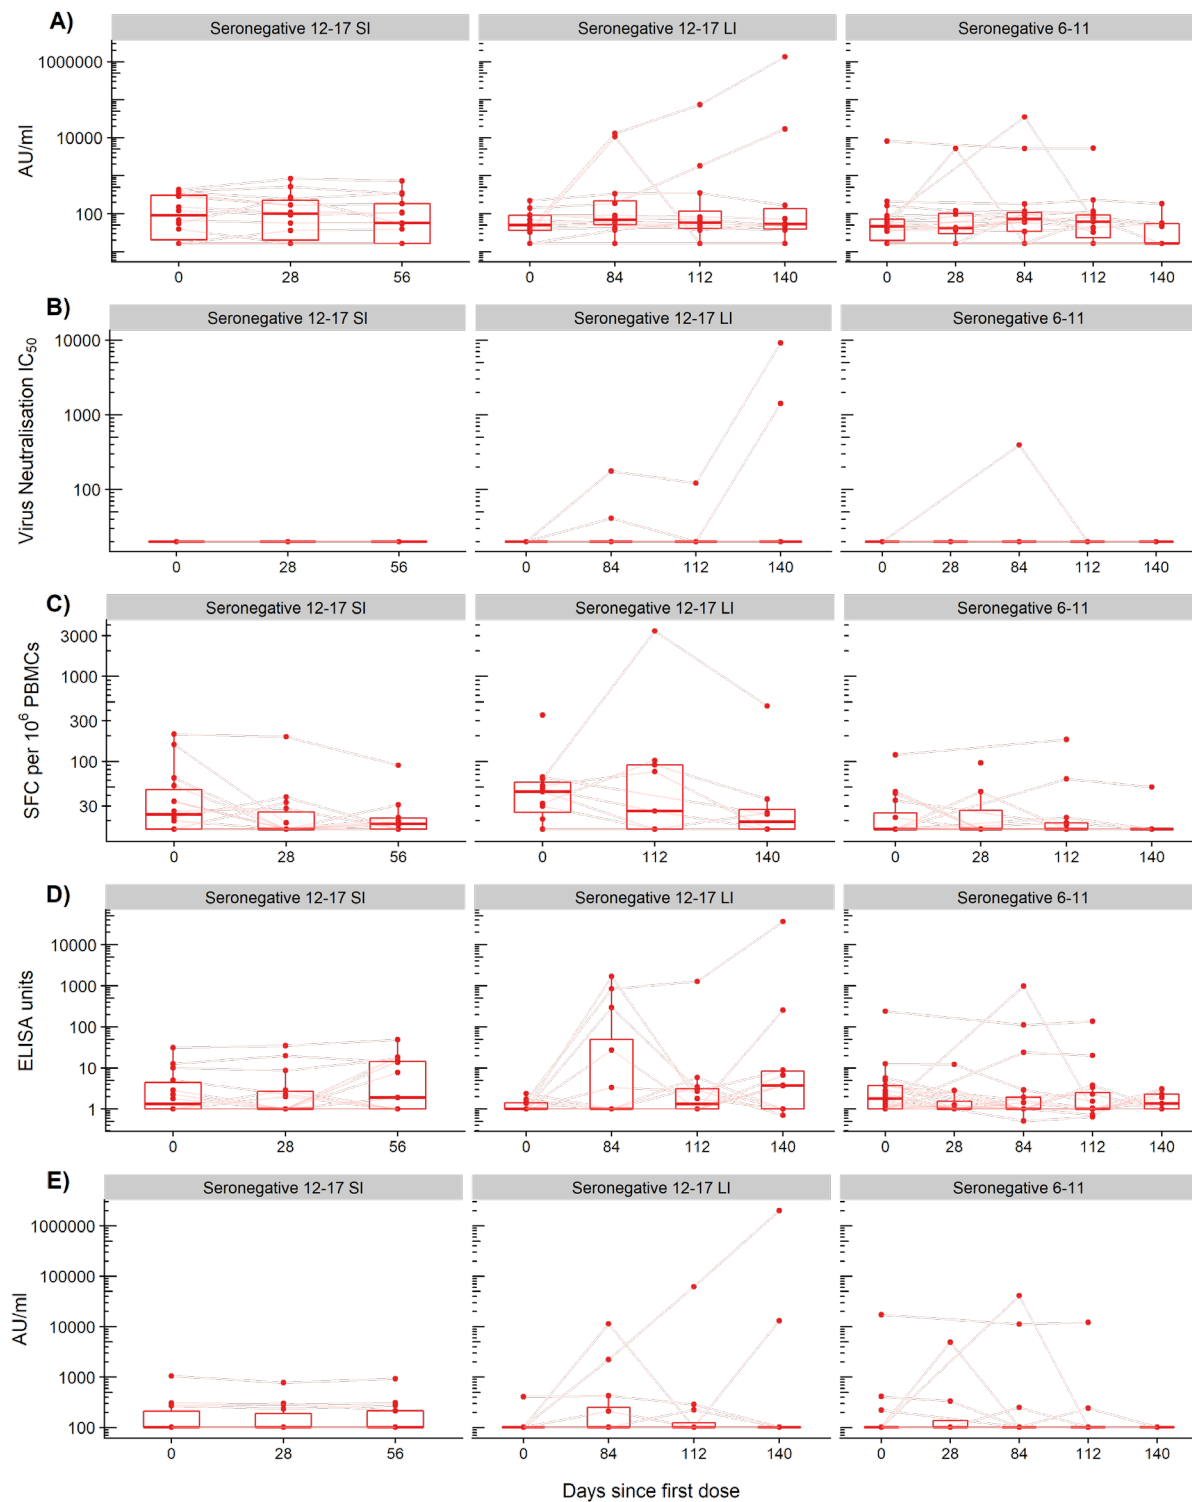 A)
Seronegative 12-17 SI Seronegative 12-17 LI Seronegative 6-11
AU/ml
1000000
10000
100
0 28 56 0 84 112 140 0 28 84 112 140
B)
Seronegative 12-17 SI Seronegative 12-17 LI Seronegative 6-11
Virus Neutralisation IC50
10000
1000
100
0 28 56 0 84 112 140 0 28 84 112 140
C)
Seronegative 12-17 SI Seronegative 12-17 LI Seronegative 6-11
SFC per 10^6 PBMCs
3000
1000
300
100
30
0 28 56 0 112 140 0 28 112 140
D)
Seronegative 12-17 SI Seronegative 12-17 LI Seronegative 6-11
ELISA units
10000
1000
100
10
1
0 28 56 0 84 112 140 0 28 84 112 140
E)
Seronegative 12-17 SI Seronegative 12-17 LI Seronegative 6-11
AU/ml
1000000
100000
10000
1000
100
0 28 56 0 84 112 140 0 28 84 112 140
Days since first dose